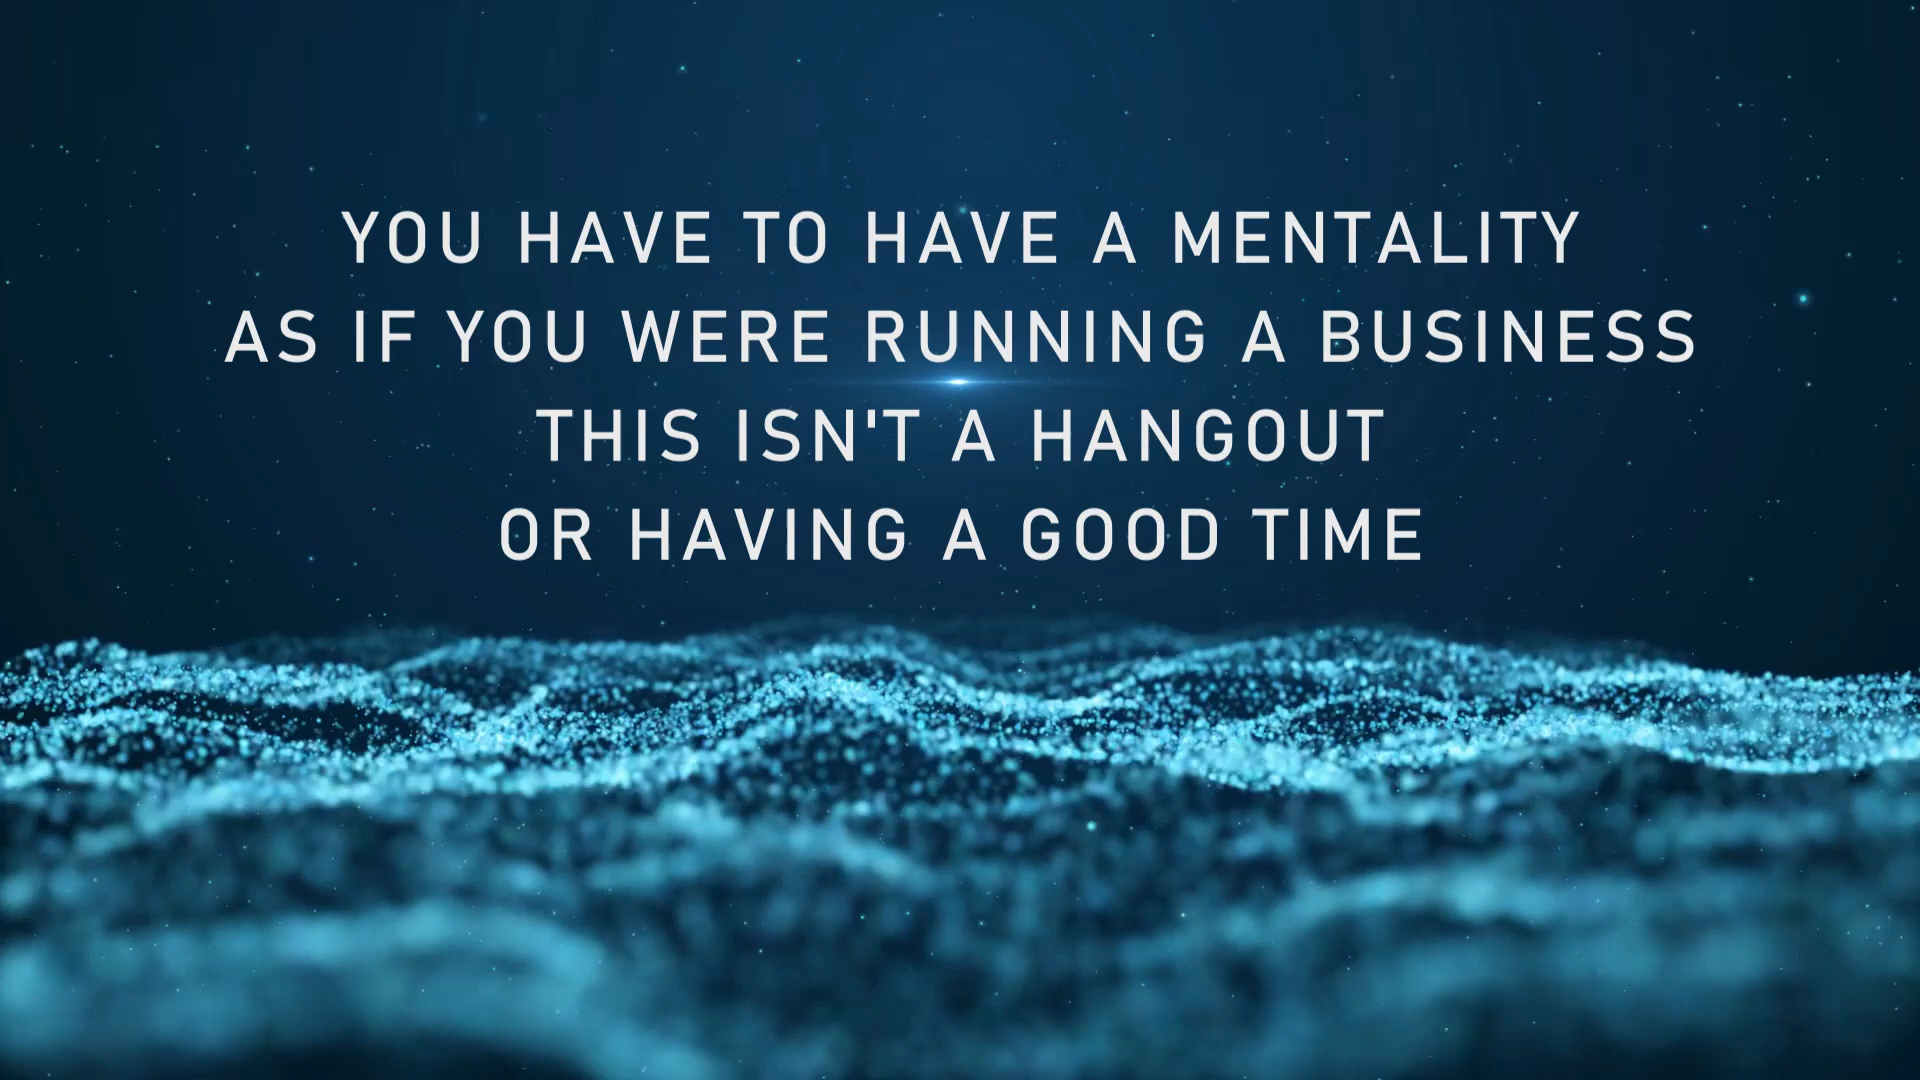 YOU HAVE TO HAVE A MENTALITY
AS IF YOU WERE RUNNING A BUSINESS
THIS ISN'T A HANGOUT
OR HAVING A GOOD TIME